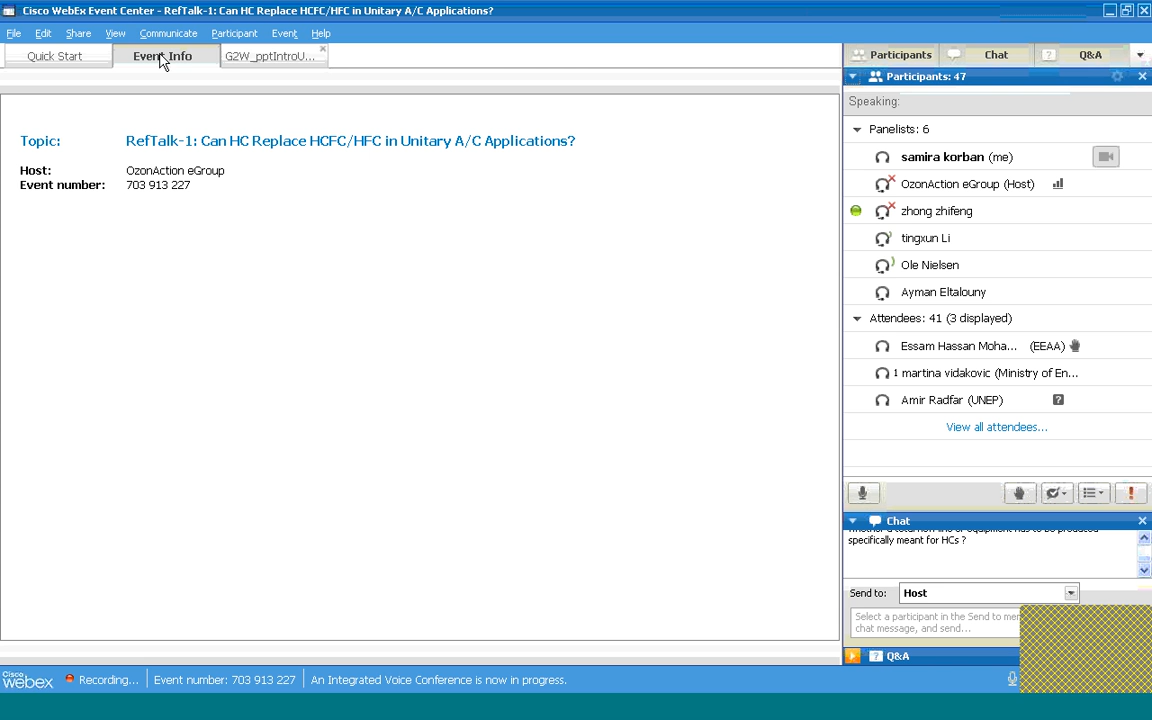 Cisco WebEx Event Center - RefTalk-1: Can HC Replace HCFC/HFC in Unitary A/C Applications?
File Edit Share View Communicate Participant Event Help
Quick Start Event Info G2W_pptIntroU...
Participants Chat Q&A
Participants: 47
Speaking:
Panelists: 6
samira korban (me)
OzonAction eGroup (Host)
zhong zhifeng
tingxun Li
Ole Nielsen
Ayman Eltalouny
Attendees: 41 (3 displayed)
Essam Hassan Moha... (EEAA)
1 martina vidakovic (Ministry of En...
Amir Radfar (UNEP)
View all attendees...
Topic: RefTalk-1: Can HC Replace HCFC/HFC in Unitary A/C Applications?
Host: OzonAction eGroup
Event number: 703 913 227
Chat
specifically meant for HCs ?
Send to: Host
Select a participant in the Send to
chat message, and send...
Q&A
Cisco webex Recording... Event number: 703 913 227 An Integrated Voice Conference is now in progress.